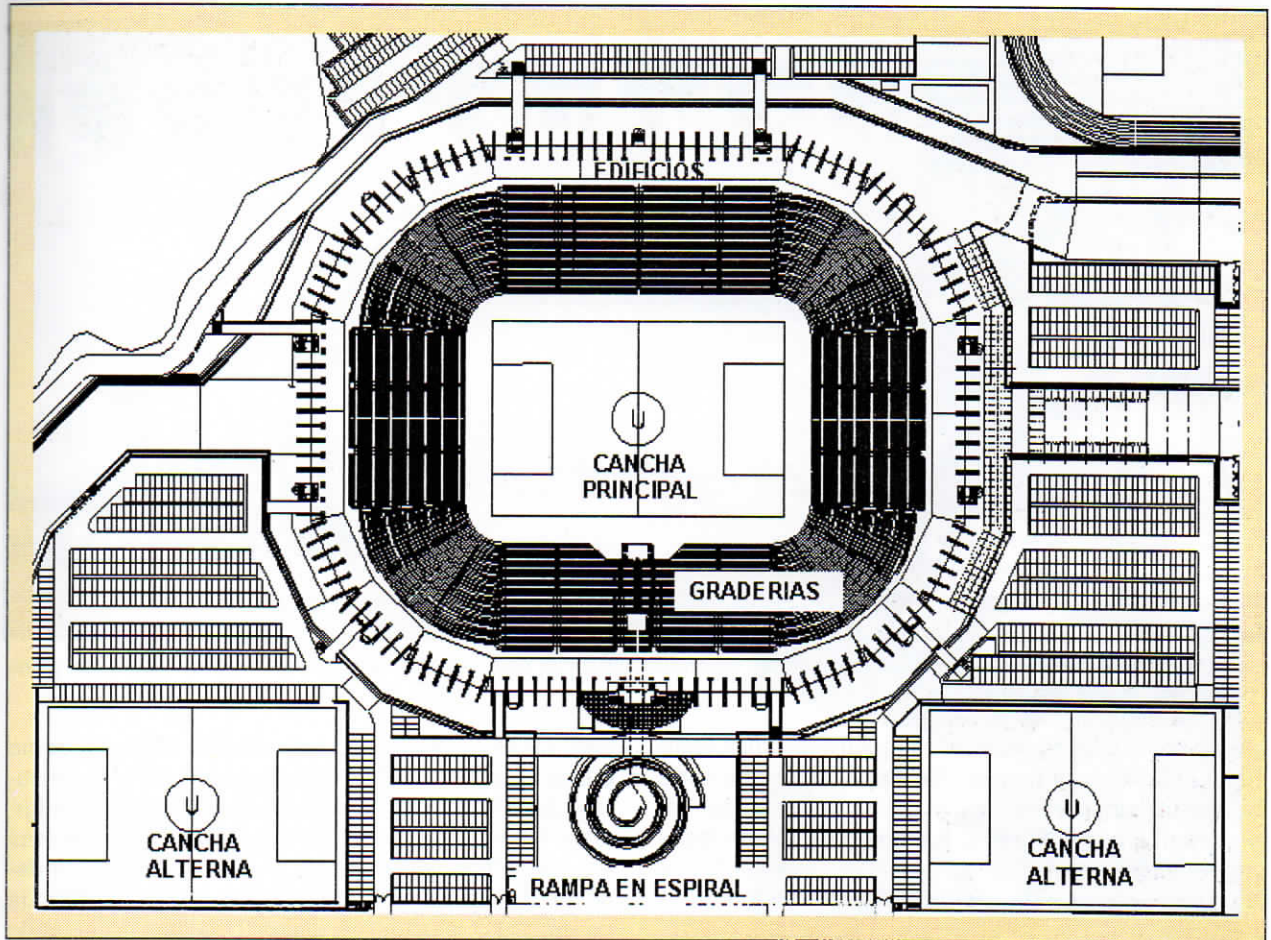 EDIFICIOS
U
CANCHA
PRINCIPAL
GRADERIAS
U
CANCHA
ALTERNA
U
CANCHA
ALTERNA
RAMPA EN ESPIRAL